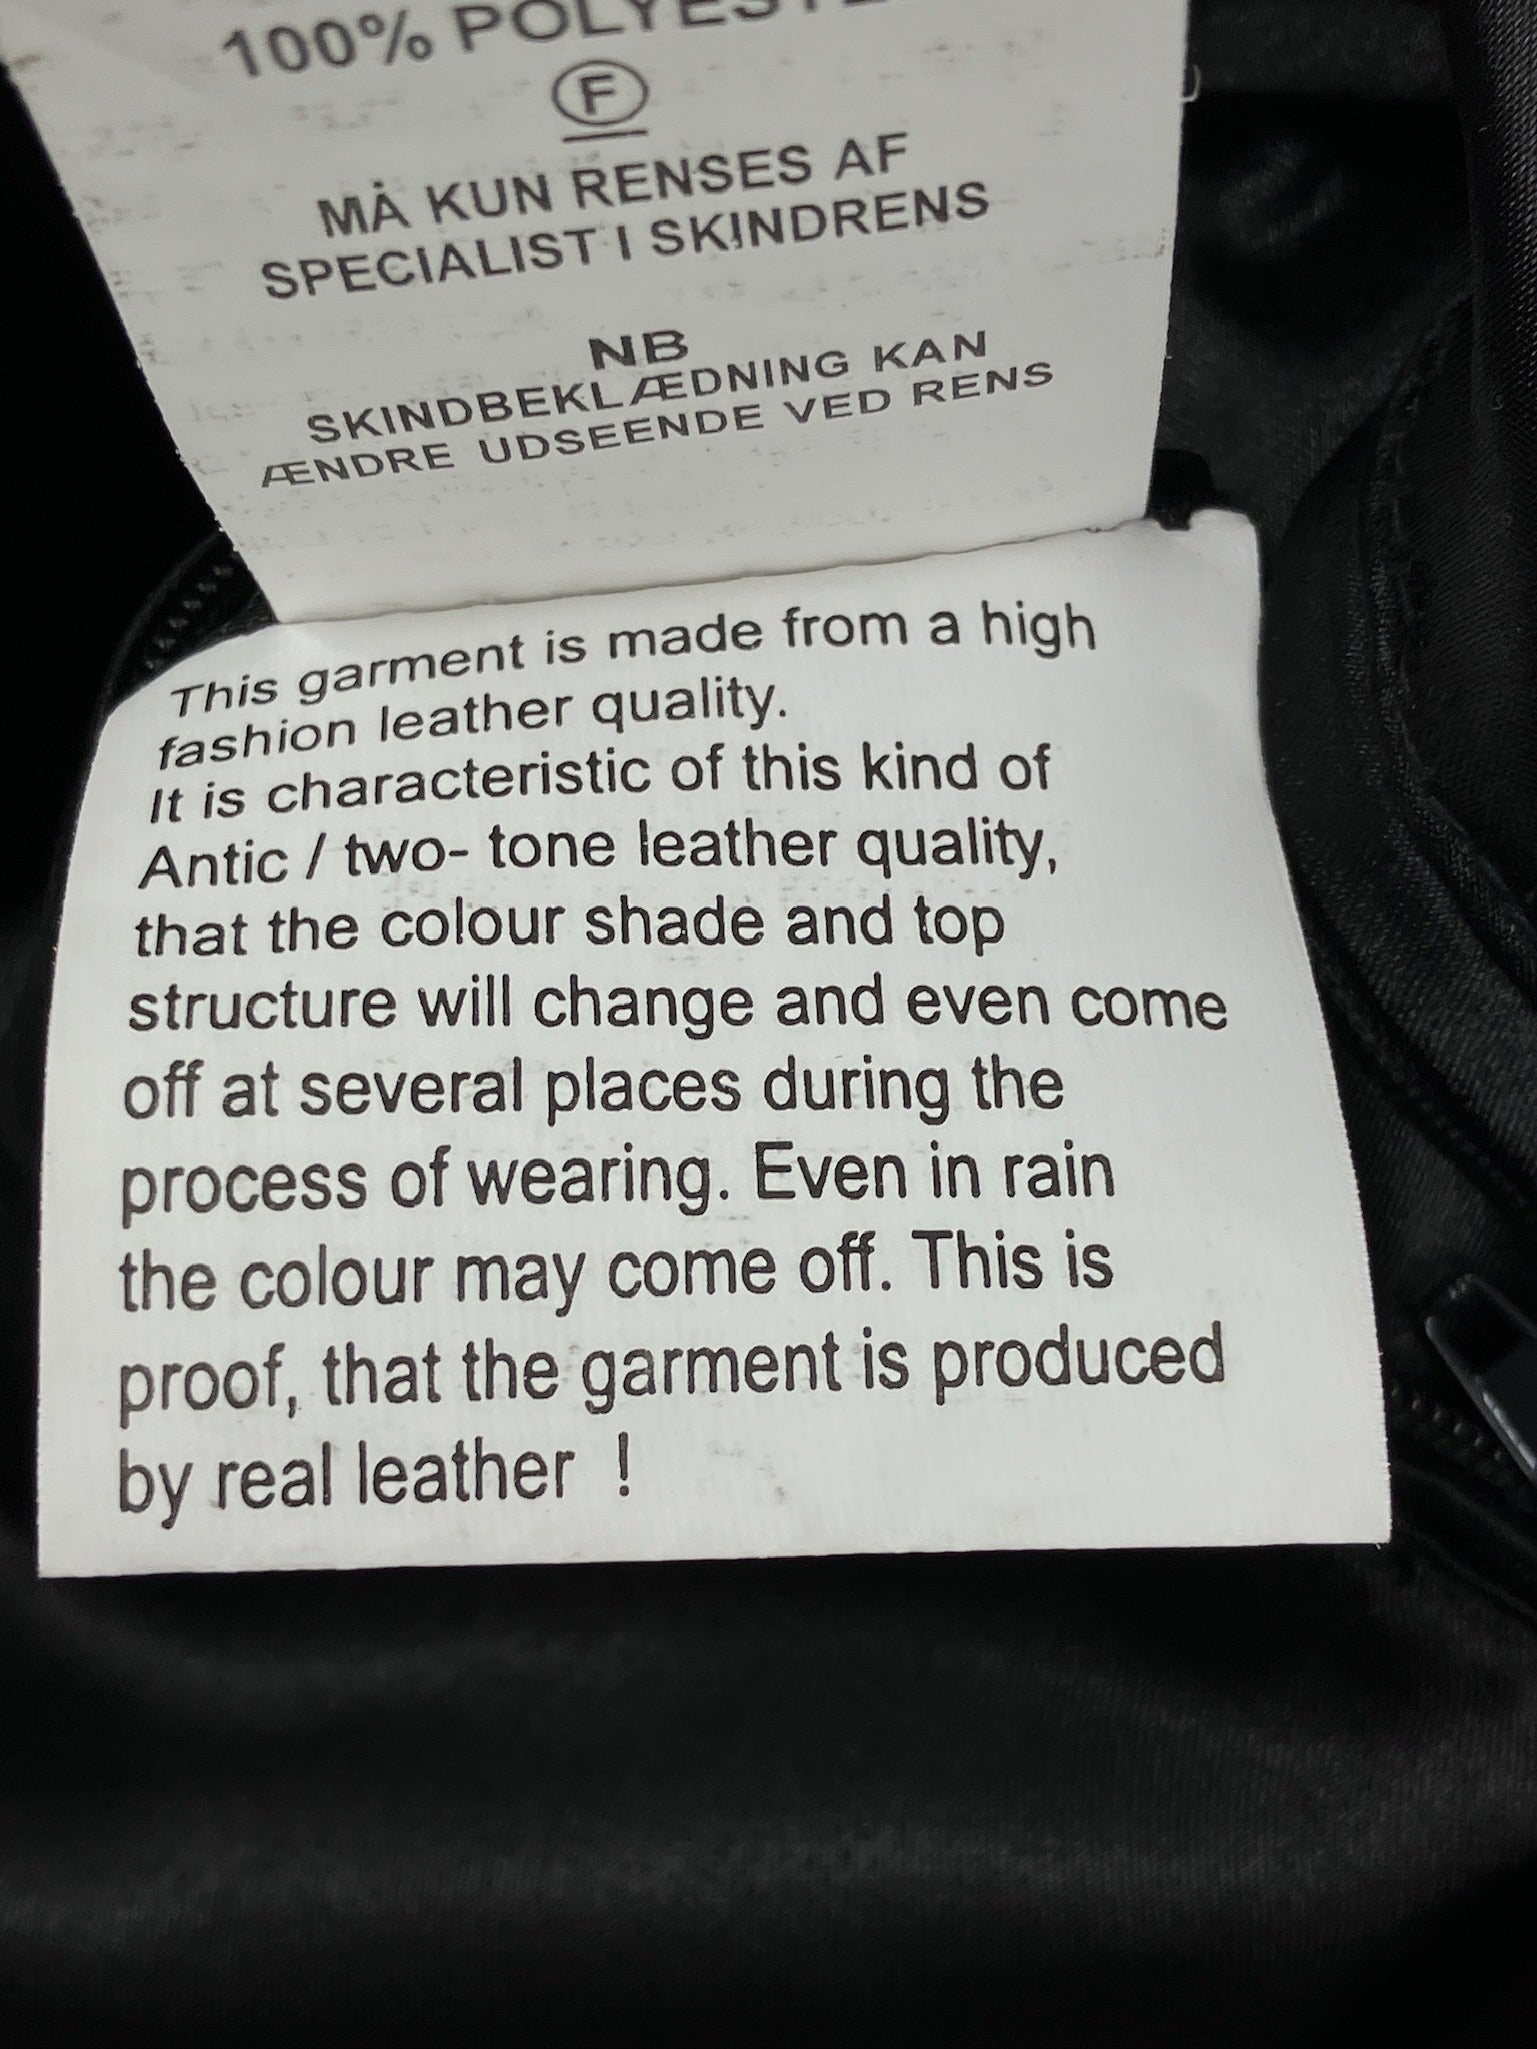 100% POLYESTE
F
MÅ KUN RENSES AF
SPECIALIST I SKINDRENS
NB
SKINDBEKLÆDNING KAN
ÆNDRE UDSEENDE VED RENS
This garment is made from a high
fashion leather quality.
It is characteristic of this kind of
Antic / two- tone leather quality,
that the colour shade and top
structure will change and even come
off at several places during the
process of wearing. Even in rain
the colour may come off. This is
proof, that the garment is produced
by real leather !